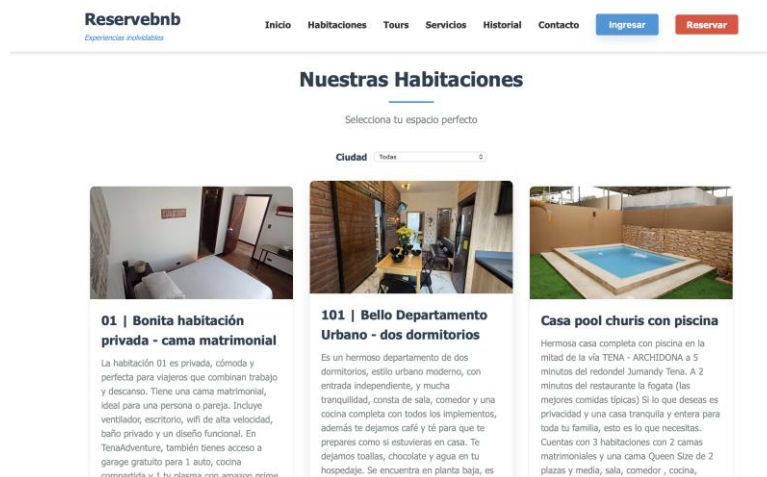 Reservebnb
Experiencias inolvidables
Inicio Habitaciones Tours Servicios Historial Contacto Ingresar Reservar
Nuestras Habitaciones
Selecciona tu espacio perfecto
Ciudad Todas
01 | Bonita habitación
privada - cama matrimonial
La habitación 01 es privada, cómoda y
perfecta para viajeros que combinan trabajo
y descanso. Tiene una cama matrimonial,
ideal para una persona o pareja. Incluye
ventilador, escritorio, wifi de alta velocidad,
baño privado y un diseño funcional. En
TenaAdventure, también tienes acceso a
garage gratuito para 1 auto, cocina
compartida y 1 tv plasma con amazon prime
101 | Bello Departamento
Urbano - dos dormitorios
Es un hermoso departamento de dos
dormitorios, estilo urbano moderno, con
entrada independiente, y mucha
tranquilidad, consta de sala, comedor y una
cocina completa con todos los implementos,
además te dejamos café y té para que te
prepares como si estuvieras en casa. Te
dejamos toallas, chocolate y agua en tu
hospedaje. Se encuentra en planta baja, es
Casa pool churis con piscina
Hermosa casa completa con piscina en la
mitad de la vía TENA - ARCHIDONA a 5
minutos del redondel Jumandy Tena. A 2
minutos del restaurante la fogata (las
mejores comidas típicas) Si lo que deseas es
privacidad y una casa tranquila y entera para
toda tu familia, esto es lo que necesitas.
Cuentas con 3 habitaciones con 2 camas
matrimoniales y una cama Queen Size de 2
plazas y media, sala, comedor , cocina,